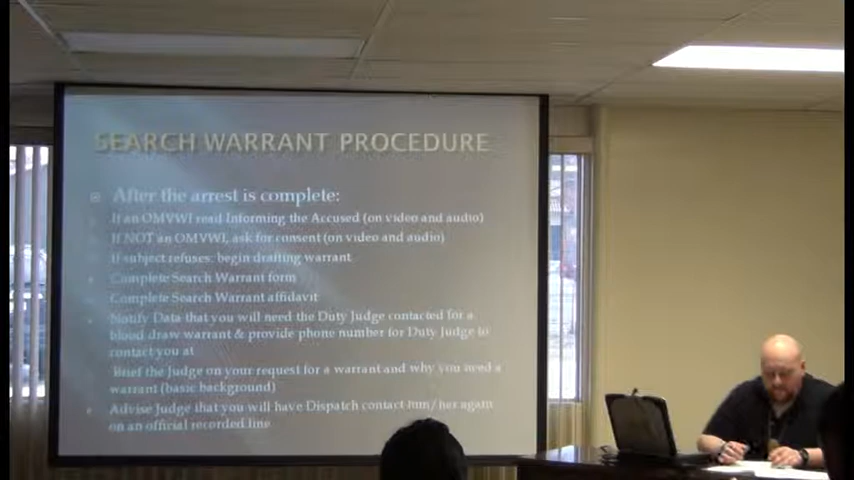 SEARCH WARRANT PROCEDURE
After the arrest is complete:
If an OMVWI read Informing the Accused (on video and audio)
If NOT an OMVWI, ask for consent (on video and audio)
If subject refuses: begin drafting warrant
Complete Search Warrant form
Complete Search Warrant affidavit
Notify Data that you will need the Duty Judge contacted for a
blood draw warrant & provide phone number for Duty Judge to
contact you at
Brief the Judge on your request for a warrant and why you need a
warrant (basic background)
Advise Judge that you will have Dispatch contact him/her again
on an official recorded line